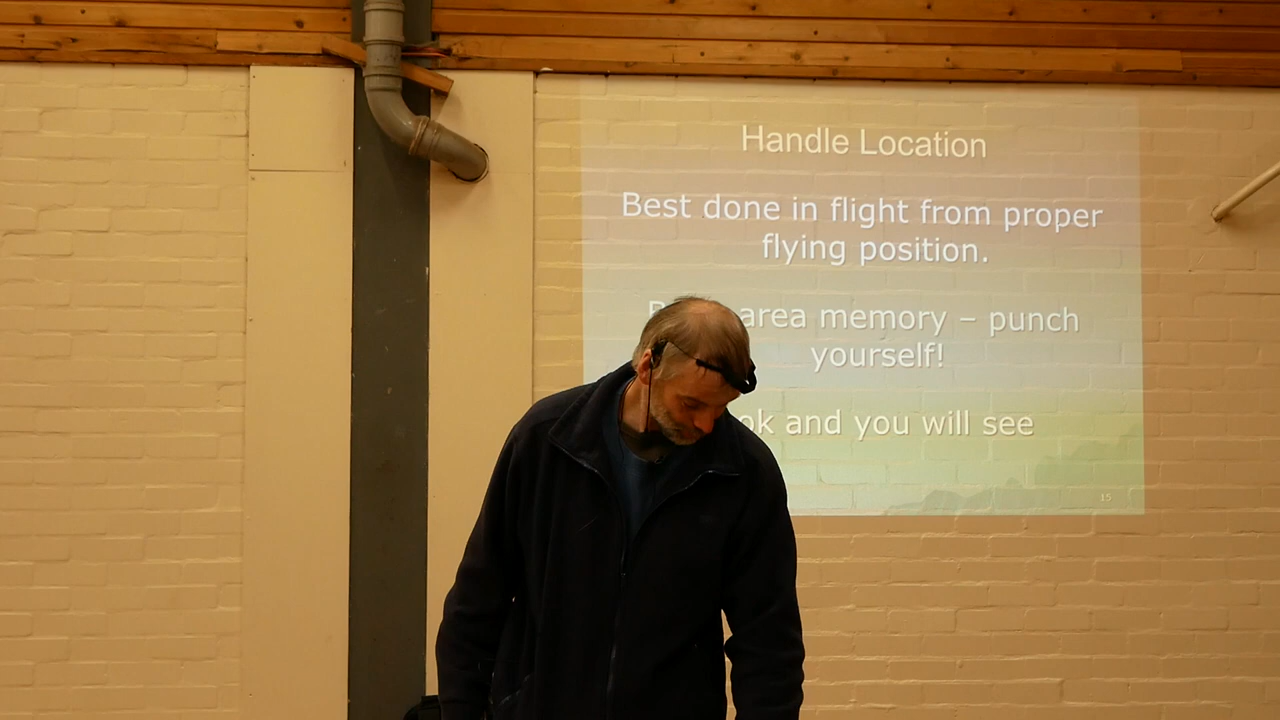 Handle Location
Best done in flight from proper
flying position.
area memory – punch
yourself!
and you will see
15